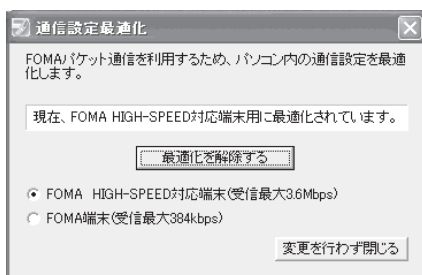 通信設定最適化
FOMAパケット通信を利用するため、パソコン内の通信設定を最適
化します。
現在、FOMA HIGH-SPEED対応端末用に最適化されています。
最適化を解除する
FOMA HIGH-SPEED対応端末(受信最大3.6Mbps)
FOMA端末(受信最大384kbps)
変更を行わず閉じる